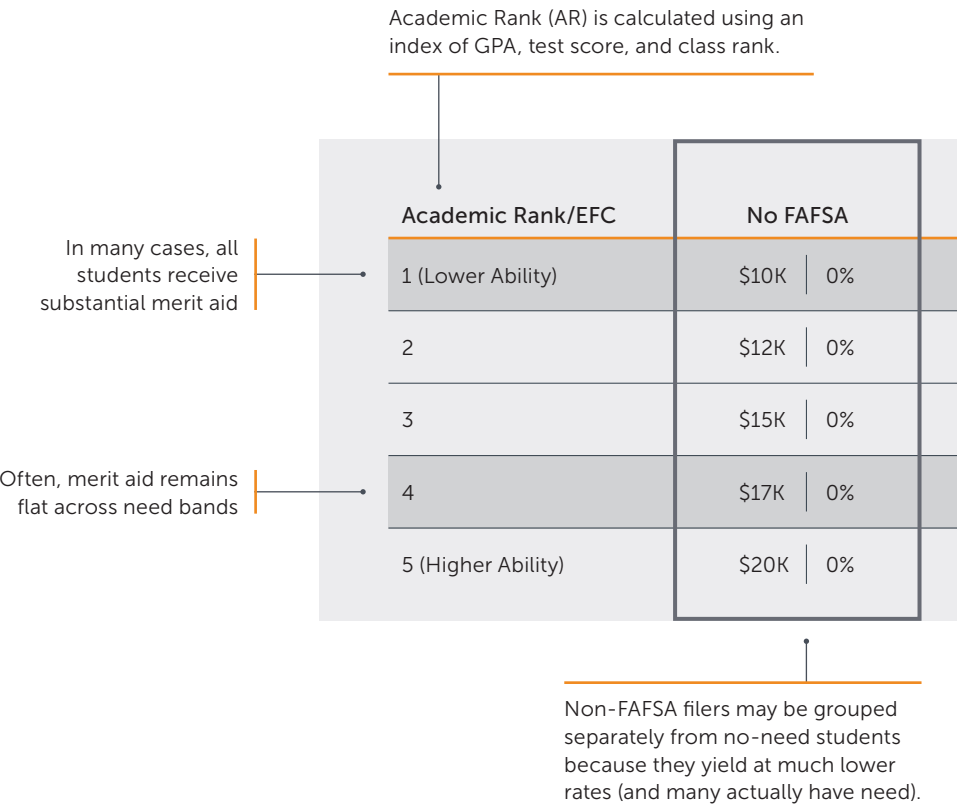 Academic Rank (AR) is calculated using an
index of GPA, test score, and class rank.
Academic Rank/EFC No FAFSA
In many cases, all
students receive
substantial merit aid
1 (Lower Ability) $10K 0%
2 $12K 0%
3 $15K 0%
Often, merit aid remains
flat across need bands
4 $17K 0%
5 (Higher Ability) $20K 0%
Non-FAFSA filers may be grouped
separately from no-need students
because they yield at much lower
rates (and many actually have need).